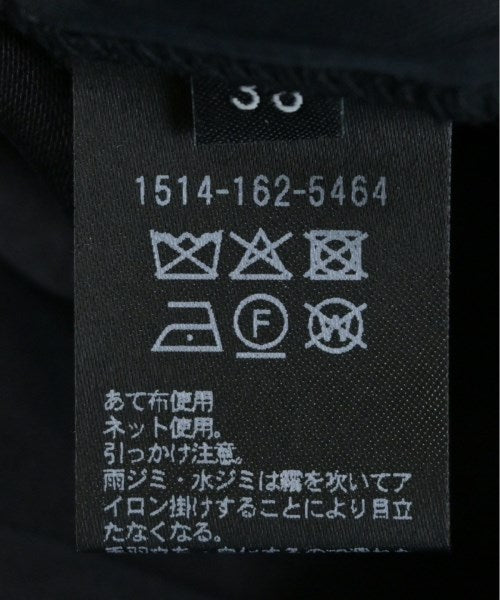 1514-162-5464
F
W
あて布使用
ネット使用。
引っかけ注意。
雨ジミ・水ジミは霧を吹いてア
イロン掛けすることにより目立
たなくなる。